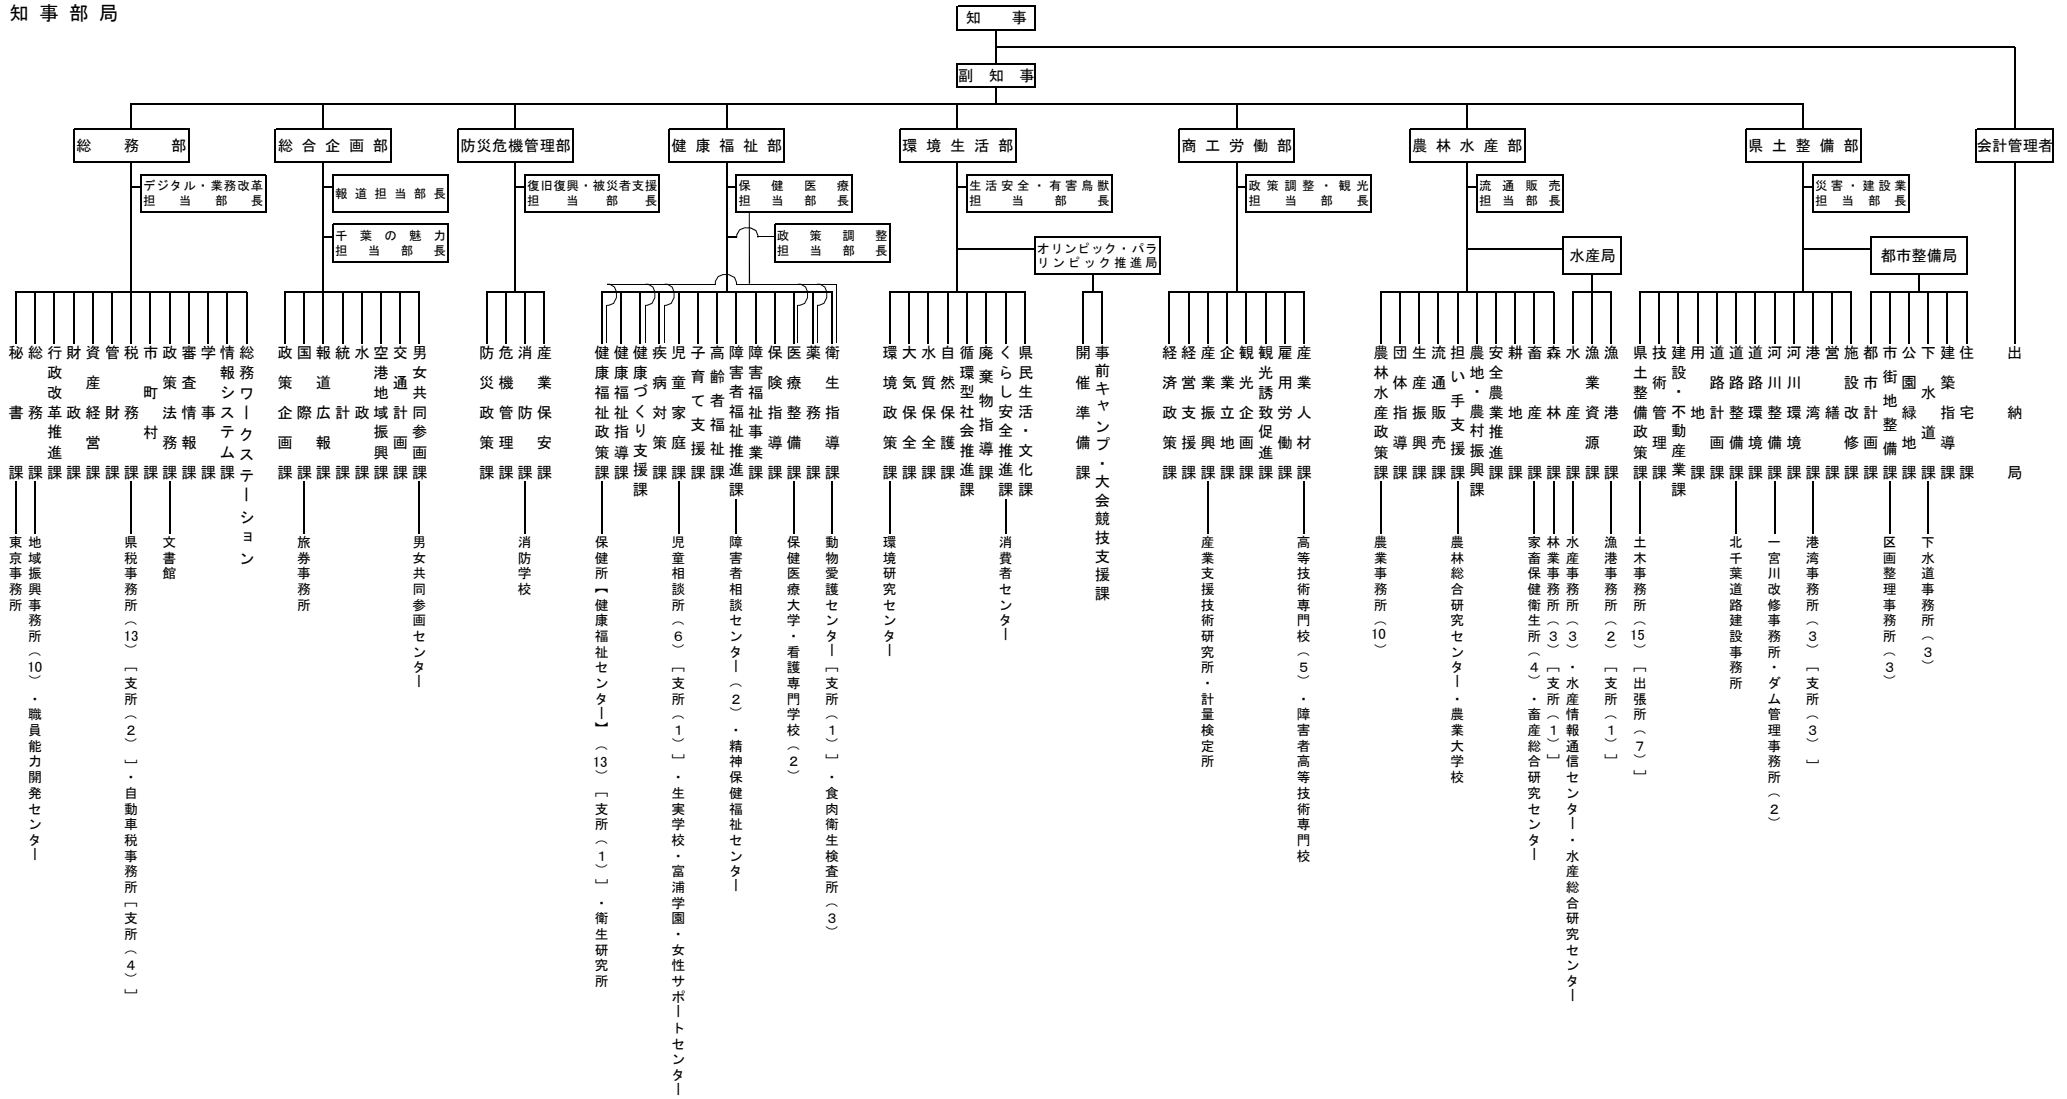 知事部局
知事
副知事
総務部
総合企画部
防災危機管理部
健康福祉部
環境生活部
商工労働部
農林水産部
県土整備部
会計管理者
デジタル・業務改革
担当部長
報道担当部長
千葉の魅力
担当部長
復旧復興・被災者支援
担当部長
保健医療
担当部長
政策調整
担当部長
生活安全・有害鳥獣
担当部長
オリンピック・パラ
リンピック推進局
政策調整・観光
担当部長
流通販売
担当部長
水産局
災害・建設業
担当部長
都市整備局
秘書課
総務課
行政改革推進課
財政課
資産経営課
管財課
税務課
市町村課
政策法務課
審査情報課
学事課
情報システム課
総務ワークステーション
政策企画課
国際課
報道広報課
統計課
水政課
空港地域振興課
交通計画課
男女共同参画課
防災政策課
危機管理課
消防課
産業保安課
健康福祉政策課
健康福祉指導課
健康づくり支援課
疾病対策課
児童家庭課
子育て支援課
高齢者福祉課
障害者福祉推進課
障害福祉事業課
保険指導課
医療整備課
薬務課
衛生指導課
環境政策課
大気保全課
水質保全課
自然保護課
循環型社会推進課
廃棄物指導課
くらし安全推進課
県民生活・文化課
開催準備課
事前キャンプ・大会競技支援課
経済政策課
経営支援課
産業振興課
企業立地課
観光企画課
観光誘致促進課
雇用労働課
産業人材課
農林水産政策課
団体指導課
生産振興課
流通販売課
担い手支援課
農地・農村振興課
安全農業推進課
耕地課
畜産課
森林課
水産課
漁業資源課
漁港課
県土整備政策課
技術管理課
建設・不動産業課
用地課
道路計画課
道路整備課
道路環境課
河川整備課
河川環境課
港湾課
営繕課
施設改修課
都市計画課
市街地整備課
公園緑地課
下水道課
建築指導課
住宅課
出納局
東京事務所
地域振興事務所（10）・職員能力開発センター
県税事務所（13）［支所（2）］・自動車税事務所［支所（4）］
文書館
旅券事務所
男女共同参画センター
消防学校
保健所【健康福祉センター】（13）［支所（1）］・衛生研究所
児童相談所（6）［支所（1）］・生実学校・富浦学園・女性サポートセンター
障害者相談センター（2）・精神保健福祉センター
保健医療大学・看護専門学校（2）
動物愛護センター［支所（1）］・食肉衛生検査所（3）
環境研究センター
消費者センター
産業支援技術研究所・計量検定所
高等技術専門校（5）・障害者高等技術専門校
農業事務所（10）
農林総合研究センター・農業大学校
家畜保健衛生所（4）・畜産総合研究センター
林業事務所（3）［支所（1）］
水産事務所（3）・水産情報通信センター・水産総合研究センター
漁港事務所（2）［支所（1）］
土木事務所（15）［出張所（7）］
北千葉道路建設事務所
一宮川改修事務所・ダム管理事務所（2）
港湾事務所（3）［支所（3）］
区画整理事務所（3）
下水道事務所（3）